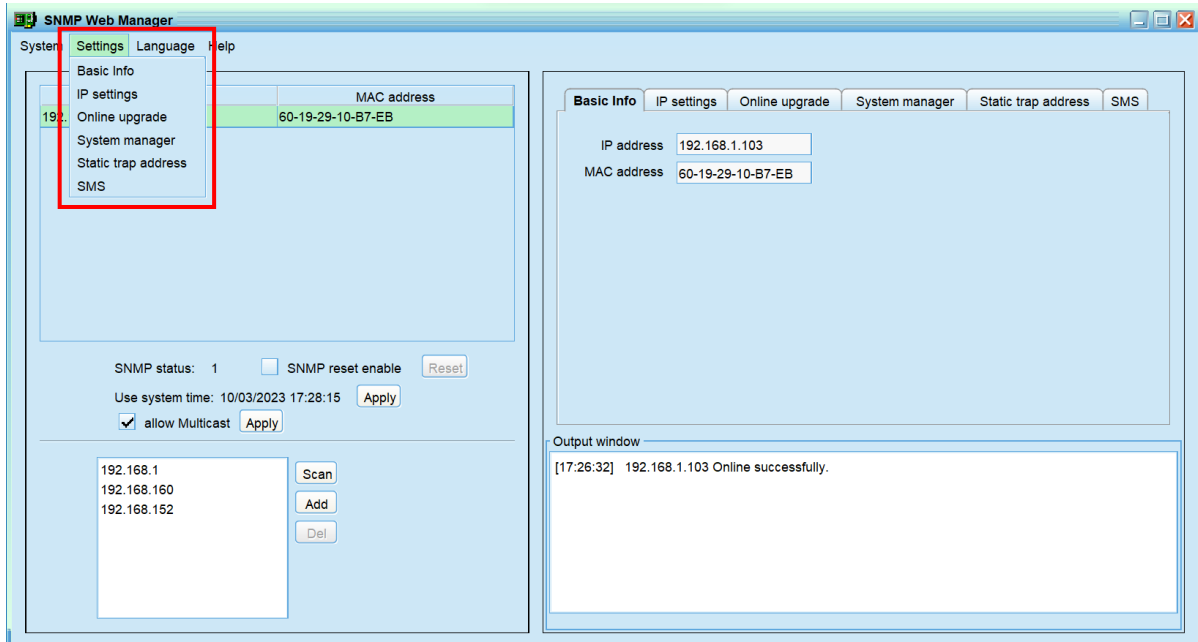 SNMP Web Manager
System Settings Language Help
Basic Info
IP settings
Online upgrade
System manager
Static trap address
SMS
MAC address
192. 60-19-29-10-B7-EB
SNMP status: 1 SNMP reset enable Reset
Use system time: 10/03/2023 17:28:15 Apply
allow Multicast Apply
192.168.1
192.168.160
192.168.152
Scan
Add
Del
Basic Info IP settings Online upgrade System manager Static trap address SMS
IP address 192.168.1.103
MAC address 60-19-29-10-B7-EB
Output window
[17:26:32] 192.168.1.103 Online successfully.